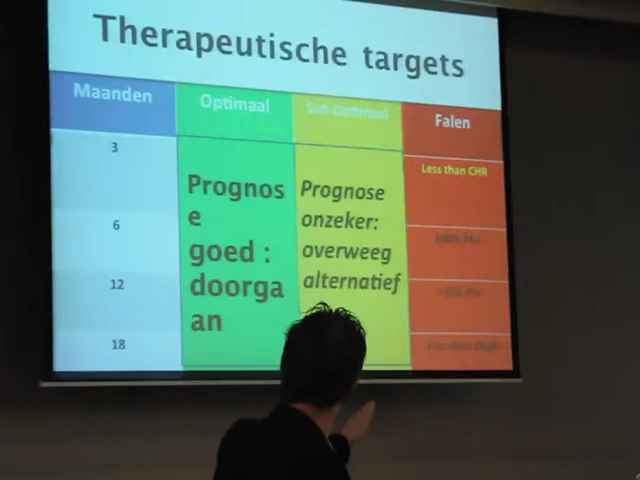 Therapeutische targets
Maanden Optimaal Sub Optimaal Falen
3
6
12
18
Prognos
e
goed :
doorga
an
Prognose
onzeker:
overweeg
alternatief
Less than CHR